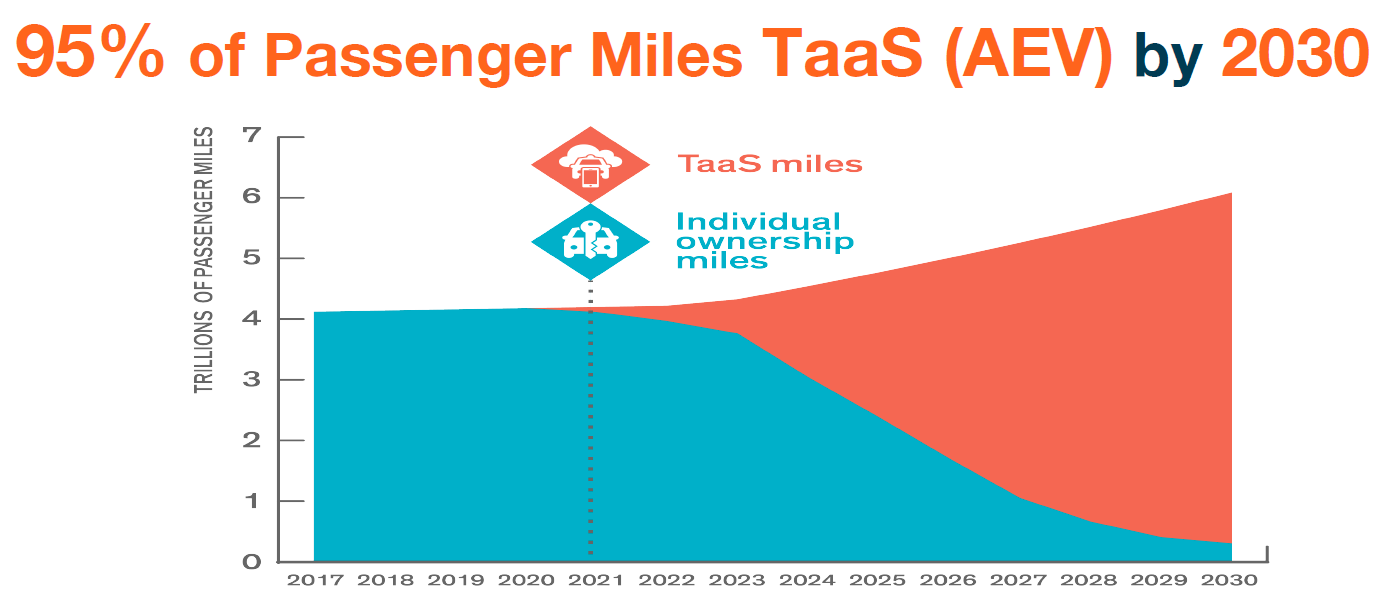 95% of Passenger Miles TaaS (AEV) by 2030
TRILLIONS OF PASSENGER MILES
7
6
5
4
3
2
1
0
TaaS miles
Individual
ownership
miles
2017 2018 2019 2020 2021 2022 2023 2024 2025 2026 2027 2028 2029 2030